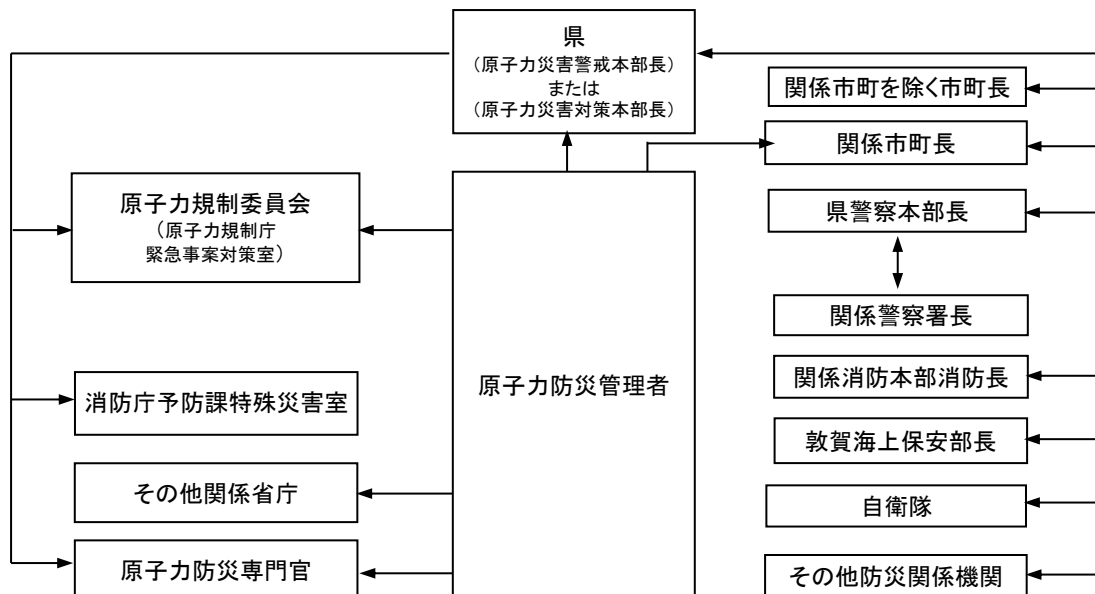 県
（原子力災害警戒本部長）
または
（原子力災害対策本部長）
関係市町を除く市町長
関係市町長
原子力規制委員会
（原子力規制庁
緊急事案対策室）
県警察本部長
関係警察署長
原子力防災管理者
関係消防本部消防長
消防庁予防課特殊災害室
敦賀海上保安部長
その他関係省庁
自衛隊
原子力防災専門官
その他防災関係機関